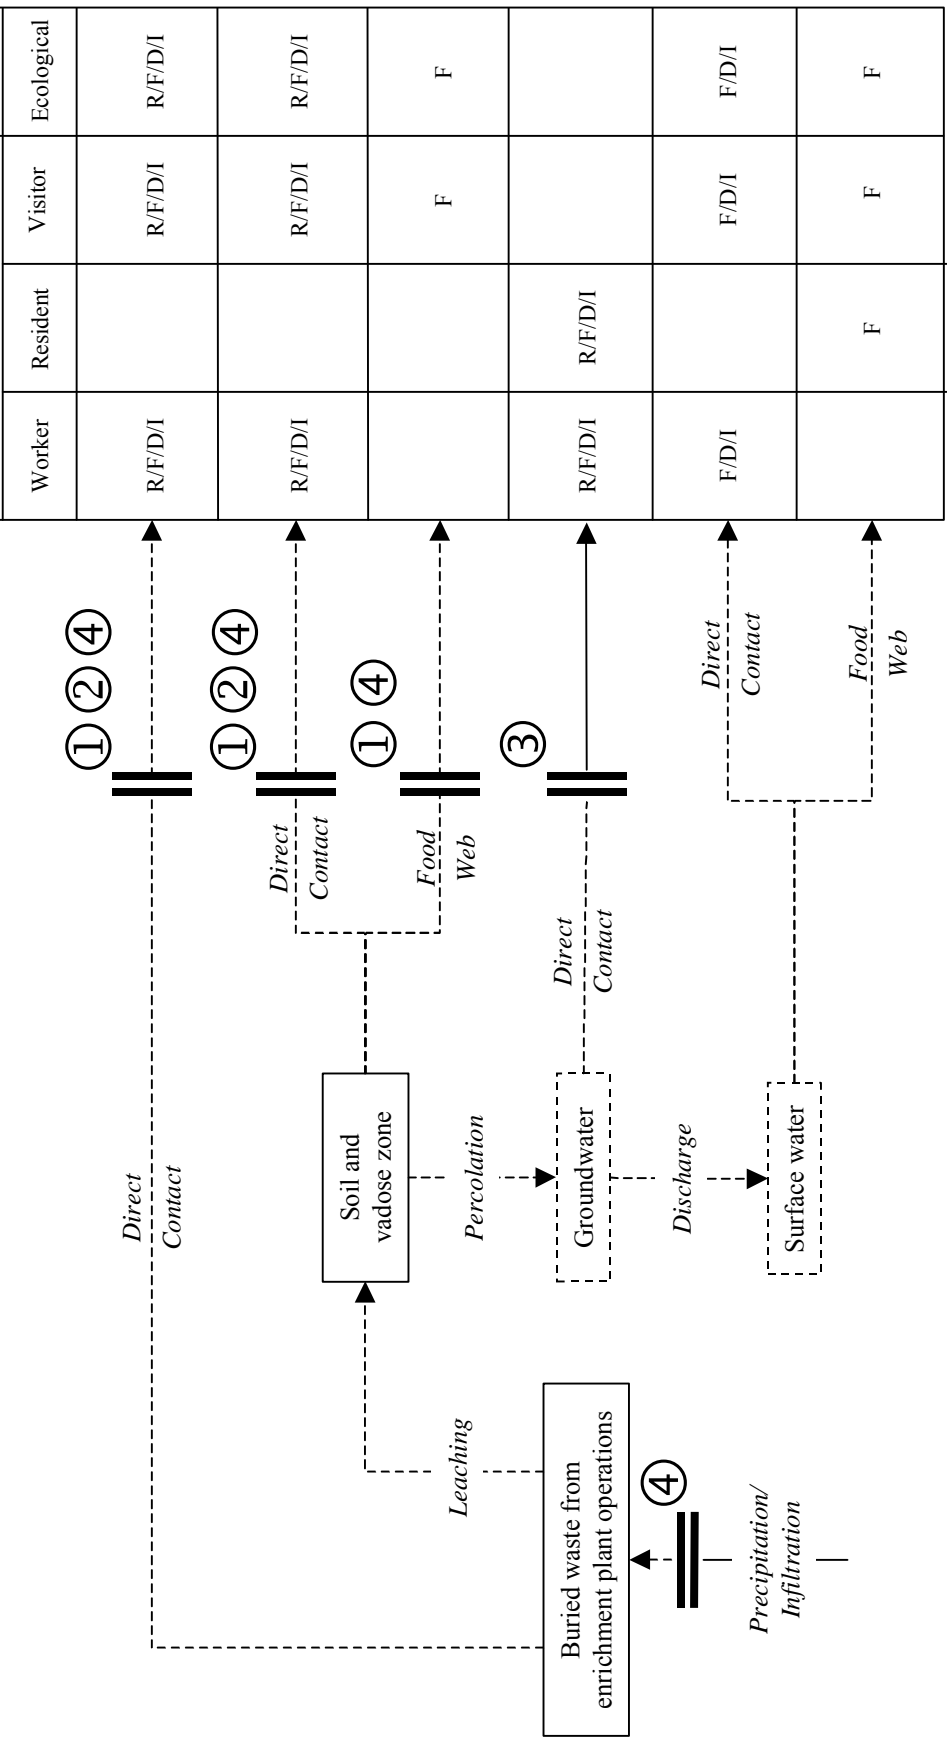 Worker
Resident
Visitor
Ecological
Direct
Contact
① ② ④
R/F/D/I
R/F/D/I
R/F/D/I
Direct
Contact
① ② ④
R/F/D/I
R/F/D/I
R/F/D/I
Soil and
vadose zone
Food
Web
① ④
F
F
Leaching
Percolation
Direct
Contact
③
R/F/D/I
R/F/D/I
Groundwater
Buried waste from
enrichment plant operations
④
Discharge
Direct
Contact
F/D/I
F/D/I
F/D/I
Precipitation/
Infiltration
Surface water
Food
Web
F
F
F